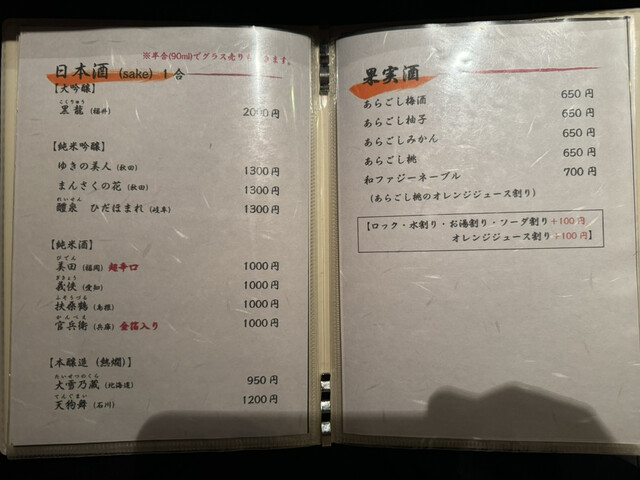 ※半合(90ml)でグラス売り ます。
日本酒 (sake) 1合
【大吟醸】
こくりゅう
黒龍 (福井) 2000円
【純米吟醸】
ゆきの美人 (秋田) 1300円
まんさくの花 (秋田) 1300円
れいせん
醴泉 ひだほまれ (岐阜) 1300円
【純米酒】
びでん
美田 (福岡) 超辛口 1000円
ぎきょう
義侠 (愛知) 1000円
ふそうづる
扶桑鶴 (島根) 1000円
かんべえ
官兵衛 (兵庫) 金箔入り 1000円
【本醸造 (熱燗)】
たいせつのくら
大雪乃蔵 (北海道) 950円
てんぐまい
天狗舞 (石川) 1200円
果実酒
あらごし梅酒 650円
あらごし柚子 650円
あらごしみかん 650円
あらごし桃 650円
和ファジーネーブル 700円
(あらごし桃のオレンジジュース割り)
【ロック・水割り・お湯割り・ソーダ割り+100円
オレンジジュース割り+100円】